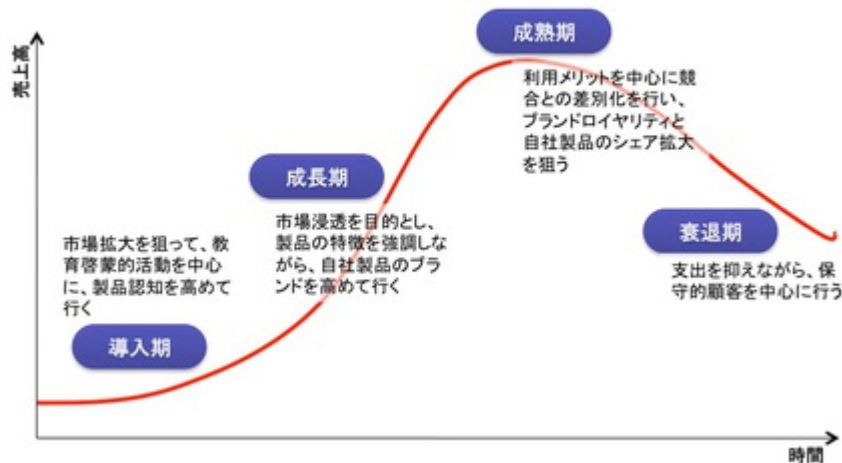 売上高
成熟期
利用メリットを中心に競
合との差別化を行い、
ブランドロイヤリティと
自社製品のシェア拡大
を狙う
成長期
市場浸透を目的とし、
製品の特徴を強調しな
がら、自社製品のブラ
ンドを高めて行く
市場拡大を狙って、教
育啓蒙的活動を中心
に、製品認知を高めて
行く
導入期
衰退期
支出を抑えながら、保
守的顧客を中心に行う
時間